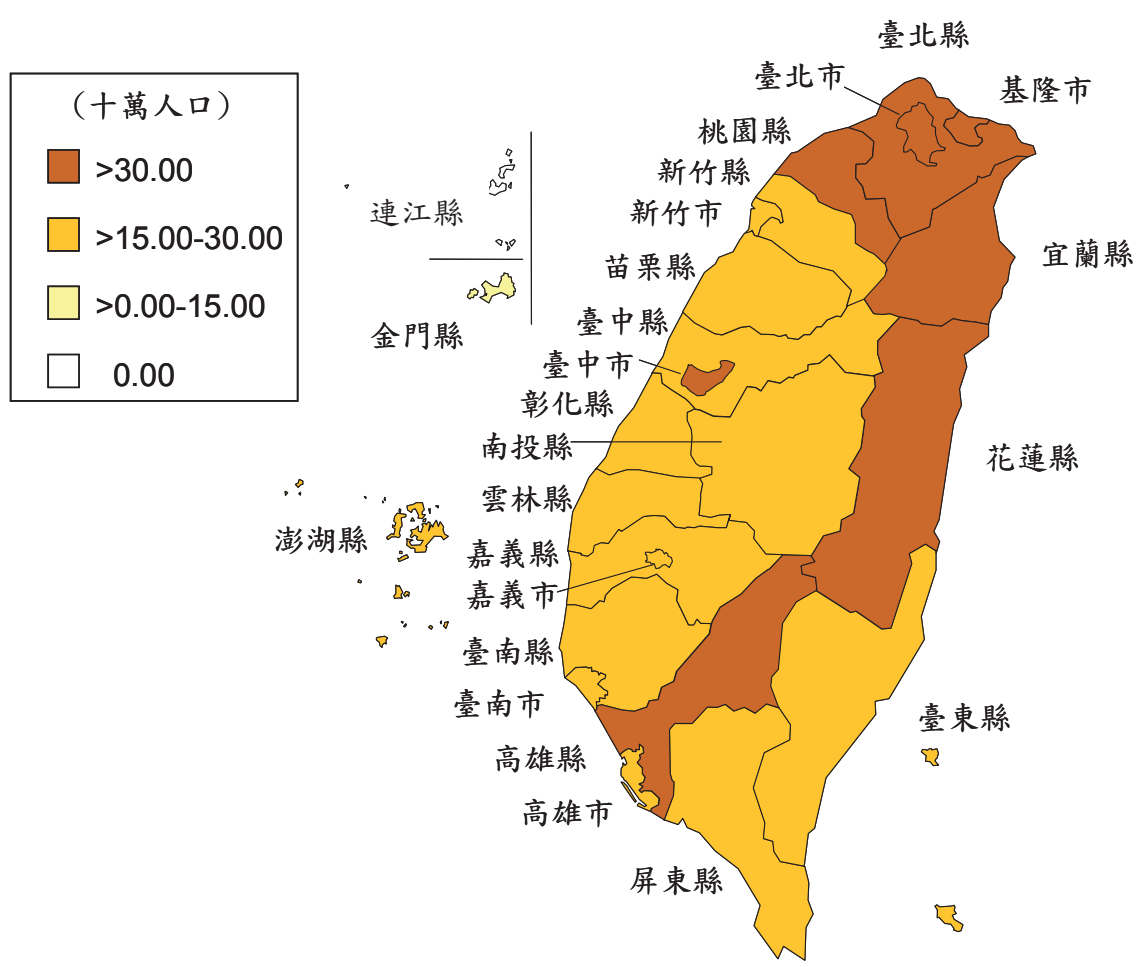 (十萬人口)
>30.00
>15.00-30.00
>0.00-15.00
0.00
臺北縣
臺北市
基隆市
桃園縣
新竹縣
新竹市
連江縣
苗栗縣
宜蘭縣
臺中縣
金門縣
臺中市
彰化縣
南投縣
花蓮縣
雲林縣
澎湖縣
嘉義縣
嘉義市
臺南縣
臺南市
臺東縣
高雄縣
高雄市
屏東縣